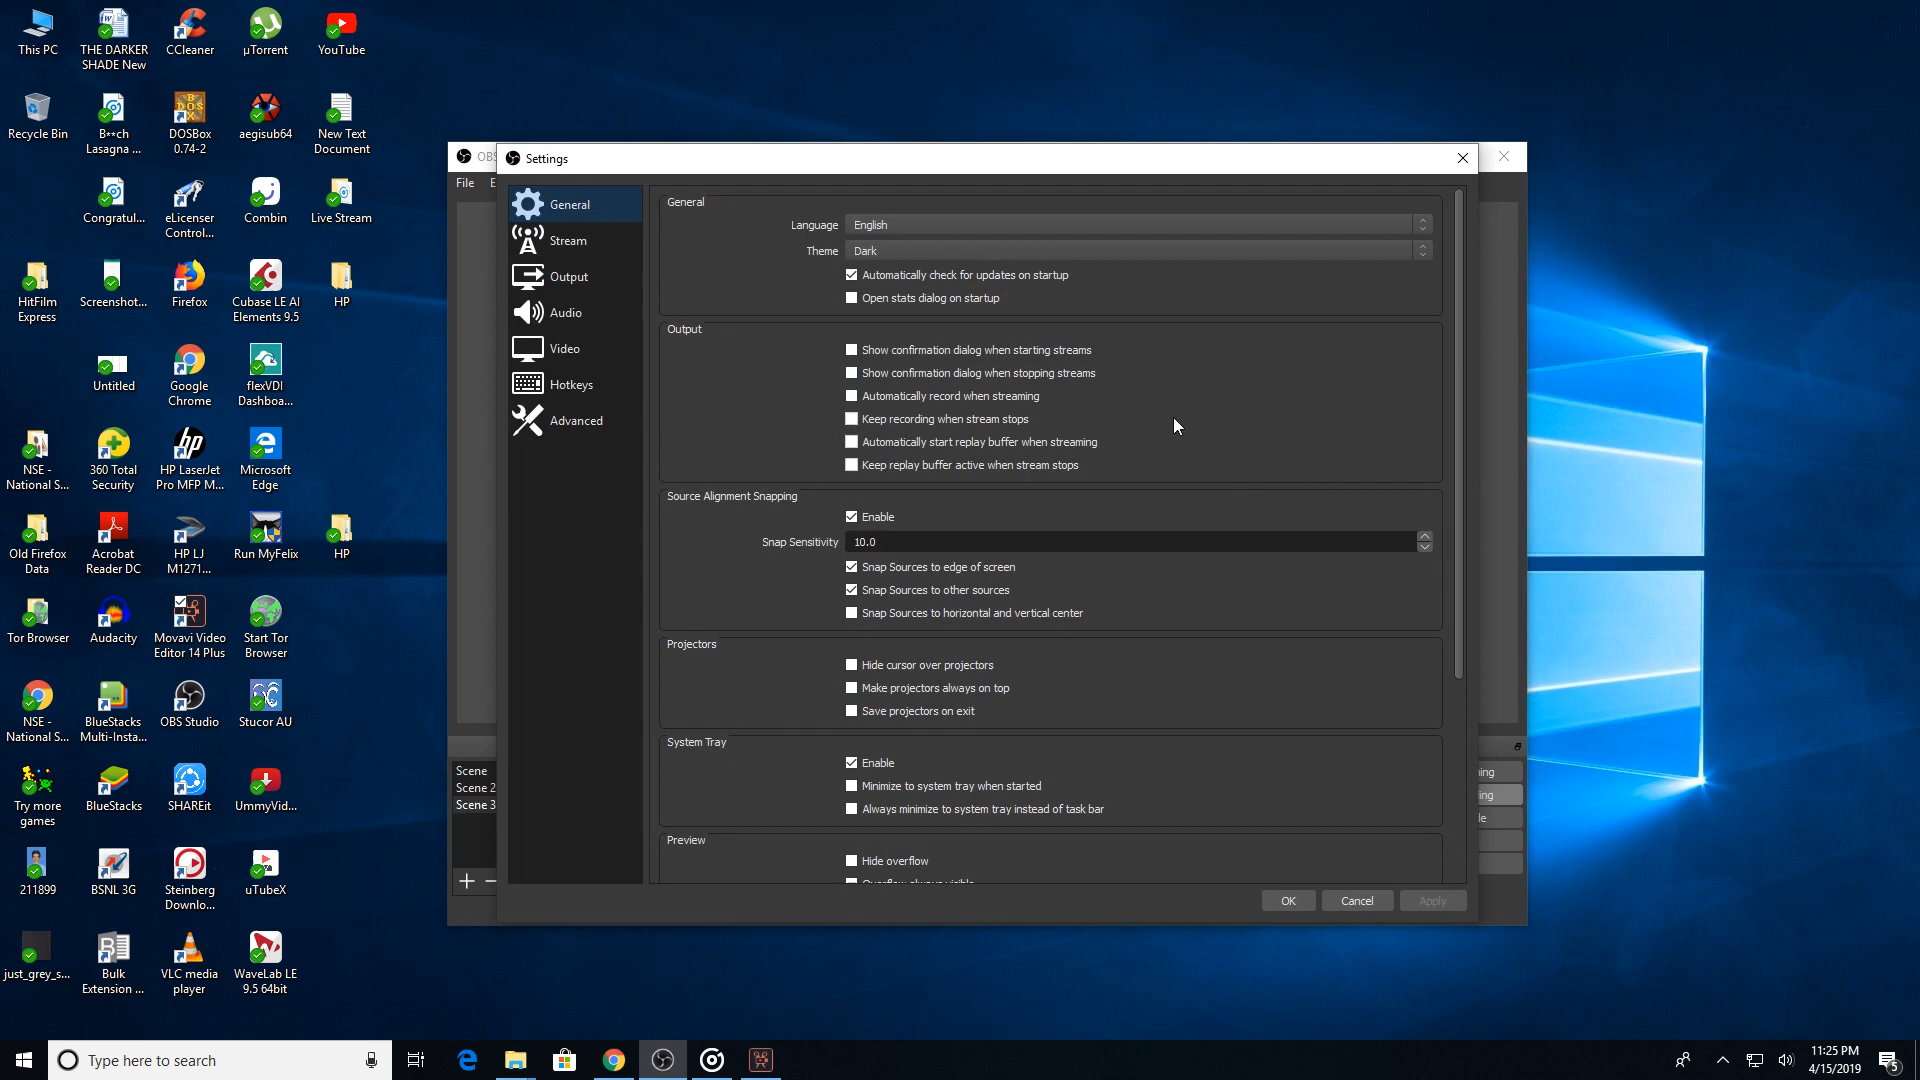 This PC
THE DARKER
SHADE New
CCleaner
µTorrent
YouTube
Recycle Bin
B**ch
Lasagna ...
DOSBox
0.74-2
aegisub64
New Text
Document
Congratul...
eLicenser
Control...
Combin
Live Stream
HitFilm
Express
Screenshot...
Firefox
Cubase LE AI
Elements 9.5
HP
Untitled
Google
Chrome
flexVDI
Dashboa...
NSE -
National S...
360 Total
Security
HP LaserJet
Pro MFP M...
Microsoft
Edge
Old Firefox
Data
Acrobat
Reader DC
HP LJ
M1271...
Run MyFelix
HP
Tor Browser
Audacity
Movavi Video
Editor 14 Plus
Start Tor
Browser
NSE -
National S...
BlueStacks
Multi-Insta...
OBS Studio
Stucor AU
Try more
games
BlueStacks
SHAREit
UmmyVid...
211899
BSNL 3G
Steinberg
Downlo...
uTubeX
just_grey_s...
Bulk
Extension ...
VLC media
player
WaveLab LE
9.5 64bit
OBS
File E
Scene
Scene 2
Scene 3
Settings
General
Stream
Output
Audio
Video
Hotkeys
Advanced
General
Language English
Theme Dark
Automatically check for updates on startup
Open stats dialog on startup
Output
Show confirmation dialog when starting streams
Show confirmation dialog when stopping streams
Automatically record when streaming
Keep recording when stream stops
Automatically start replay buffer when streaming
Keep replay buffer active when stream stops
Source Alignment Snapping
Enable
Snap Sensitivity 10.0
Snap Sources to edge of screen
Snap Sources to other sources
Snap Sources to horizontal and vertical center
Projectors
Hide cursor over projectors
Make projectors always on top
Save projectors on exit
System Tray
Enable
Minimize to system tray when started
Always minimize to system tray instead of task bar
Preview
Hide overflow
OK Cancel Apply
Type here to search
11:25 PM
4/15/2019
5